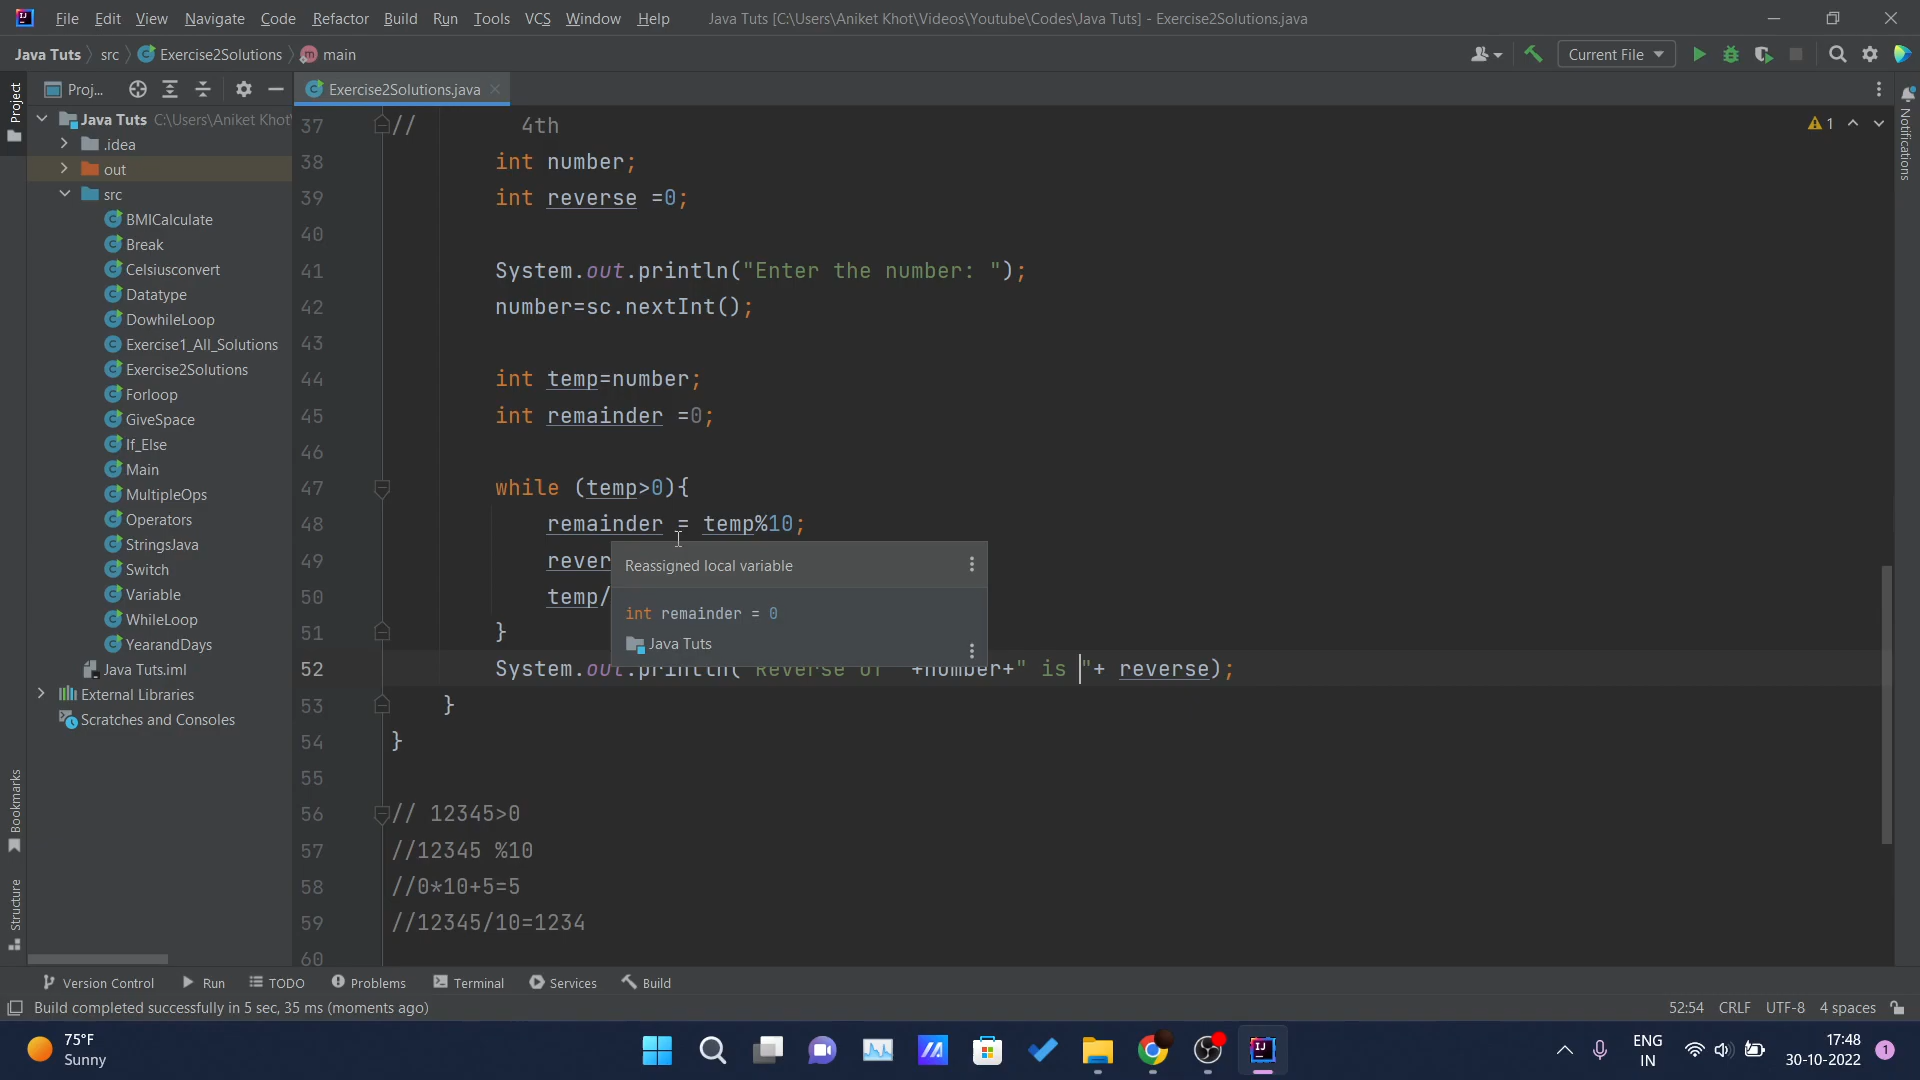 File Edit View Navigate Code Refactor Build Run Tools VCS Window Help Java Tuts [C:\Users\Aniket Khot\Videos\Youtube\Codes\Java Tuts] - Exercise2Solutions.java
Java Tuts src Exercise2Solutions main Current File
Proj... Exercise2Solutions.java
Project
Java Tuts C:\Users\Aniket Khot
.idea
out
src
BMICalculate
Break
Celsiusconvert
Datatype
DowhileLoop
Exercise1_All_Solutions
Exercise2Solutions
Forloop
GiveSpace
If_Else
Main
MultipleOps
Operators
StringsJava
Switch
Variable
WhileLoop
YearandDays
Java Tuts.iml
External Libraries
Scratches and Consoles
Bookmarks
Structure
37 // 4th
38 int number;
39 int reverse =0;
40
41 System.out.println("Enter the number: ");
42 number=sc.nextInt();
43
44 int temp=number;
45 int remainder =0;
46
47 while (temp>0){
48 remainder = temp%10;
49 rever
50 temp/
51 }
52 System.out.println("Reverse of "+number+" is "+ reverse);
53 }
54 }
55
56 // 12345>0
57 //12345 %10
58 //0*10+5=5
59 //12345/10=1234
60
Reassigned local variable
int remainder = 0
Java Tuts
1
Notifications
Version Control Run TODO Problems Terminal Services Build
Build completed successfully in 5 sec, 35 ms (moments ago) 52:54 CRLF UTF-8 4 spaces
75°F
Sunny
ENG
IN
17:48
30-10-2022
1